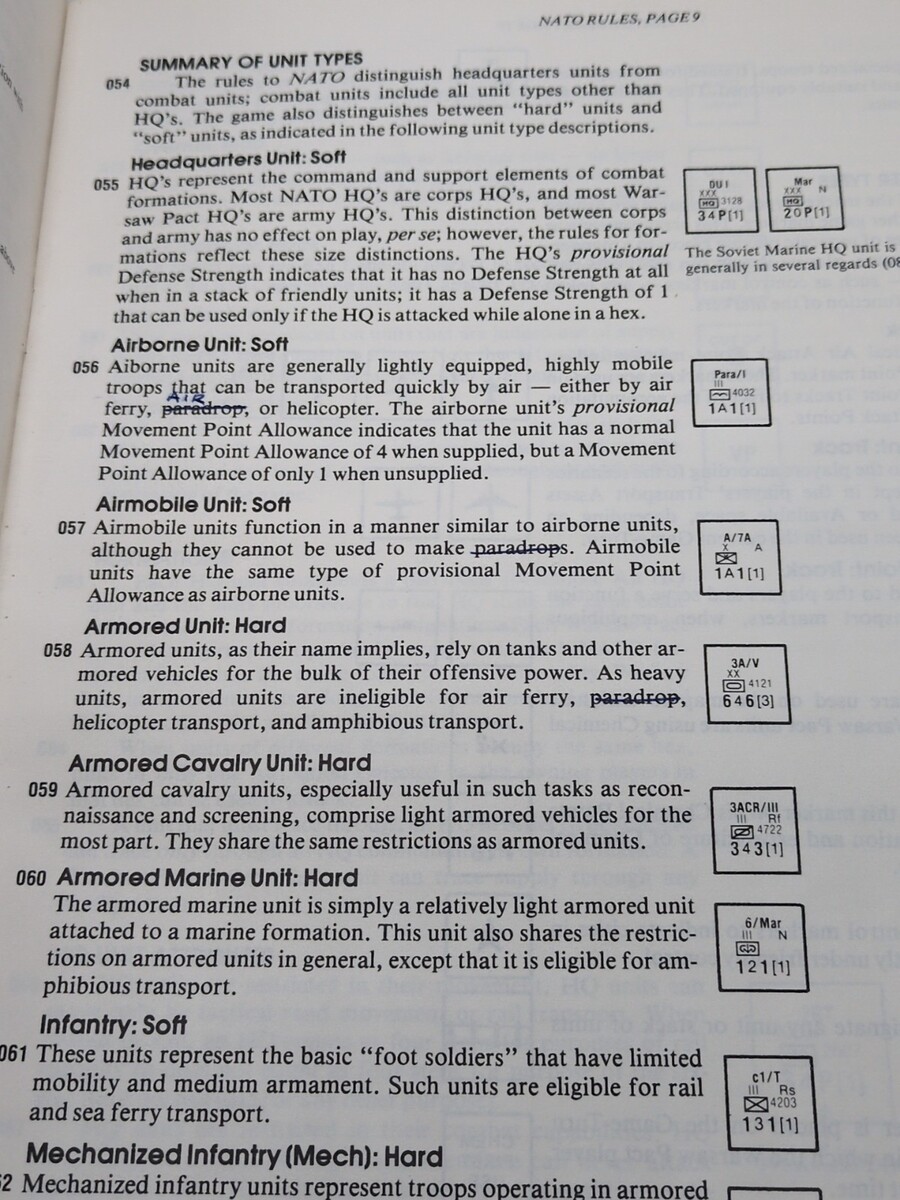 NATO RULES, PAGE 9
SUMMARY OF UNIT TYPES
054 The rules to NATO distinguish headquarters units from
combat units; combat units include all unit types other than
HQ's. The game also distinguishes between "hard" units and
"soft" units, as indicated in the following unit type descriptions.
Headquarters Unit: Soft
055 HQ's represent the command and support elements of combat
formations. Most NATO HQ's are corps HQ's, and most War-
saw Pact HQ's are army HQ's. This distinction between corps
and army has no effect on play, per se; however, the rules for for-
mations reflect these size distinctions. The HQ's provisional
Defense Strength indicates that it has no Defense Strength at all
when in a stack of friendly units; it has a Defense Strength of 1
that can be used only if the HQ is attacked while alone in a hex.
DU I
XXX
HQ 3128
34P[1]
Mar
XXX N
HQ
20P[1]
The Soviet Marine HQ unit is
generally in several regards (08
Airborne Unit: Soft
056 Aiborne units are generally lightly equipped, highly mobile
troops that can be transported quickly by air — either by air
AIR
ferry, paradrop, or helicopter. The airborne unit's provisional
Movement Point Allowance indicates that the unit has a normal
Movement Point Allowance of 4 when supplied, but a Movement
Point Allowance of only 1 when unsupplied.
Para/I
III
4032
1A1[1]
Airmobile Unit: Soft
057 Airmobile units function in a manner similar to airborne units,
although they cannot be used to make paradrops. Airmobile
units have the same type of provisional Movement Point
Allowance as airborne units.
A/7A
X A
1A1[1]
Armored Unit: Hard
058 Armored units, as their name implies, rely on tanks and other ar-
mored vehicles for the bulk of their offensive power. As heavy
units, armored units are ineligible for air ferry, paradrop,
helicopter transport, and amphibious transport.
3A/V
XX
4121
646[3]
Armored Cavalry Unit: Hard
059 Armored cavalry units, especially useful in such tasks as recon-
naissance and screening, comprise light armored vehicles for the
most part. They share the same restrictions as armored units.
3ACR/III
III Rf
4722
343[1]
060 Armored Marine Unit: Hard
The armored marine unit is simply a relatively light armored unit
attached to a marine formation. This unit also shares the restric-
tions on armored units in general, except that it is eligible for am-
phibious transport.
6/Mar
III N
121[1]
Infantry: Soft
061 These units represent the basic "foot soldiers" that have limited
mobility and medium armament. Such units are eligible for rail
and sea ferry transport.
c1/T
III Rs
4203
131[1]
Mechanized Infantry (Mech): Hard
62 Mechanized infantry units represent troops operating in armored